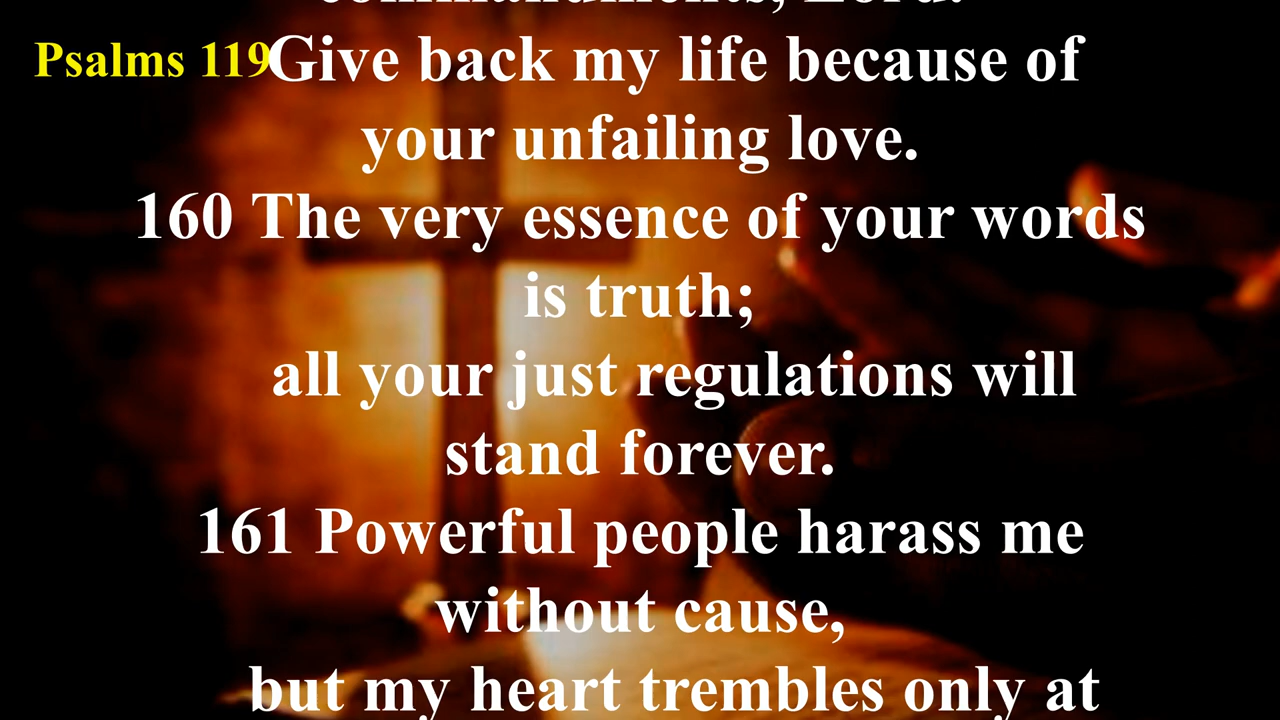 commandments, Lord.
Psalms 119
Give back my life because of
your unfailing love.
160 The very essence of your words
is truth;
all your just regulations will
stand forever.
161 Powerful people harass me
without cause,
but my heart trembles only at